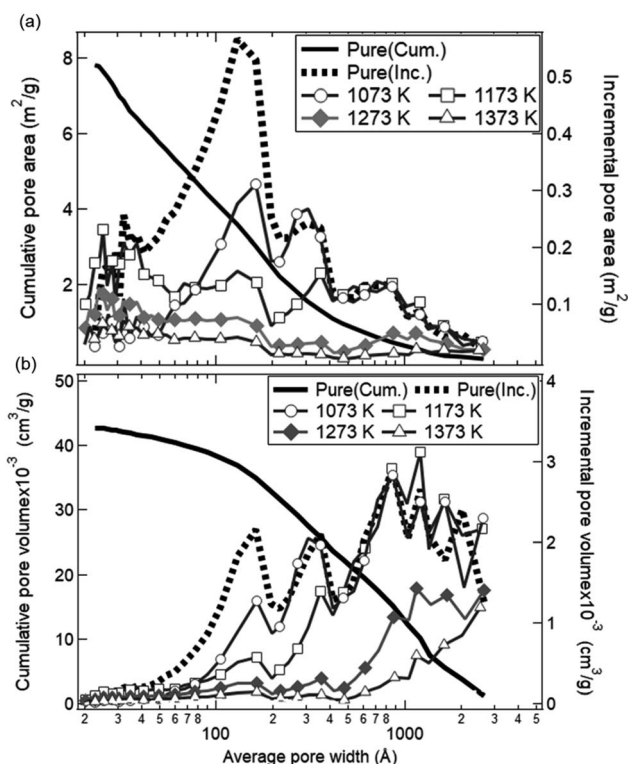 (a)
Pure(Cum.)
Pure(Inc.)
1073 K 1173 K
1273 K 1373 K
8
6
4
2
Cumulative pore area (m²/g)
0.5
0.4
0.3
0.2
0.1
Incremental pore area (m²/g)
(b)
Pure(Cum.) Pure(Inc.)
1073 K 1173 K
1273 K 1373 K
50
40
30
20
10
0
Cumulative pore volumex10⁻³ (cm³/g)
4
3
2
1
0
Incremental pore volumex10⁻³
(cm³/g)
2 3 4 5 6 7 8 100 2 3 4 5 6 7 8 1000 2 3 4 5
Average pore width (Å)